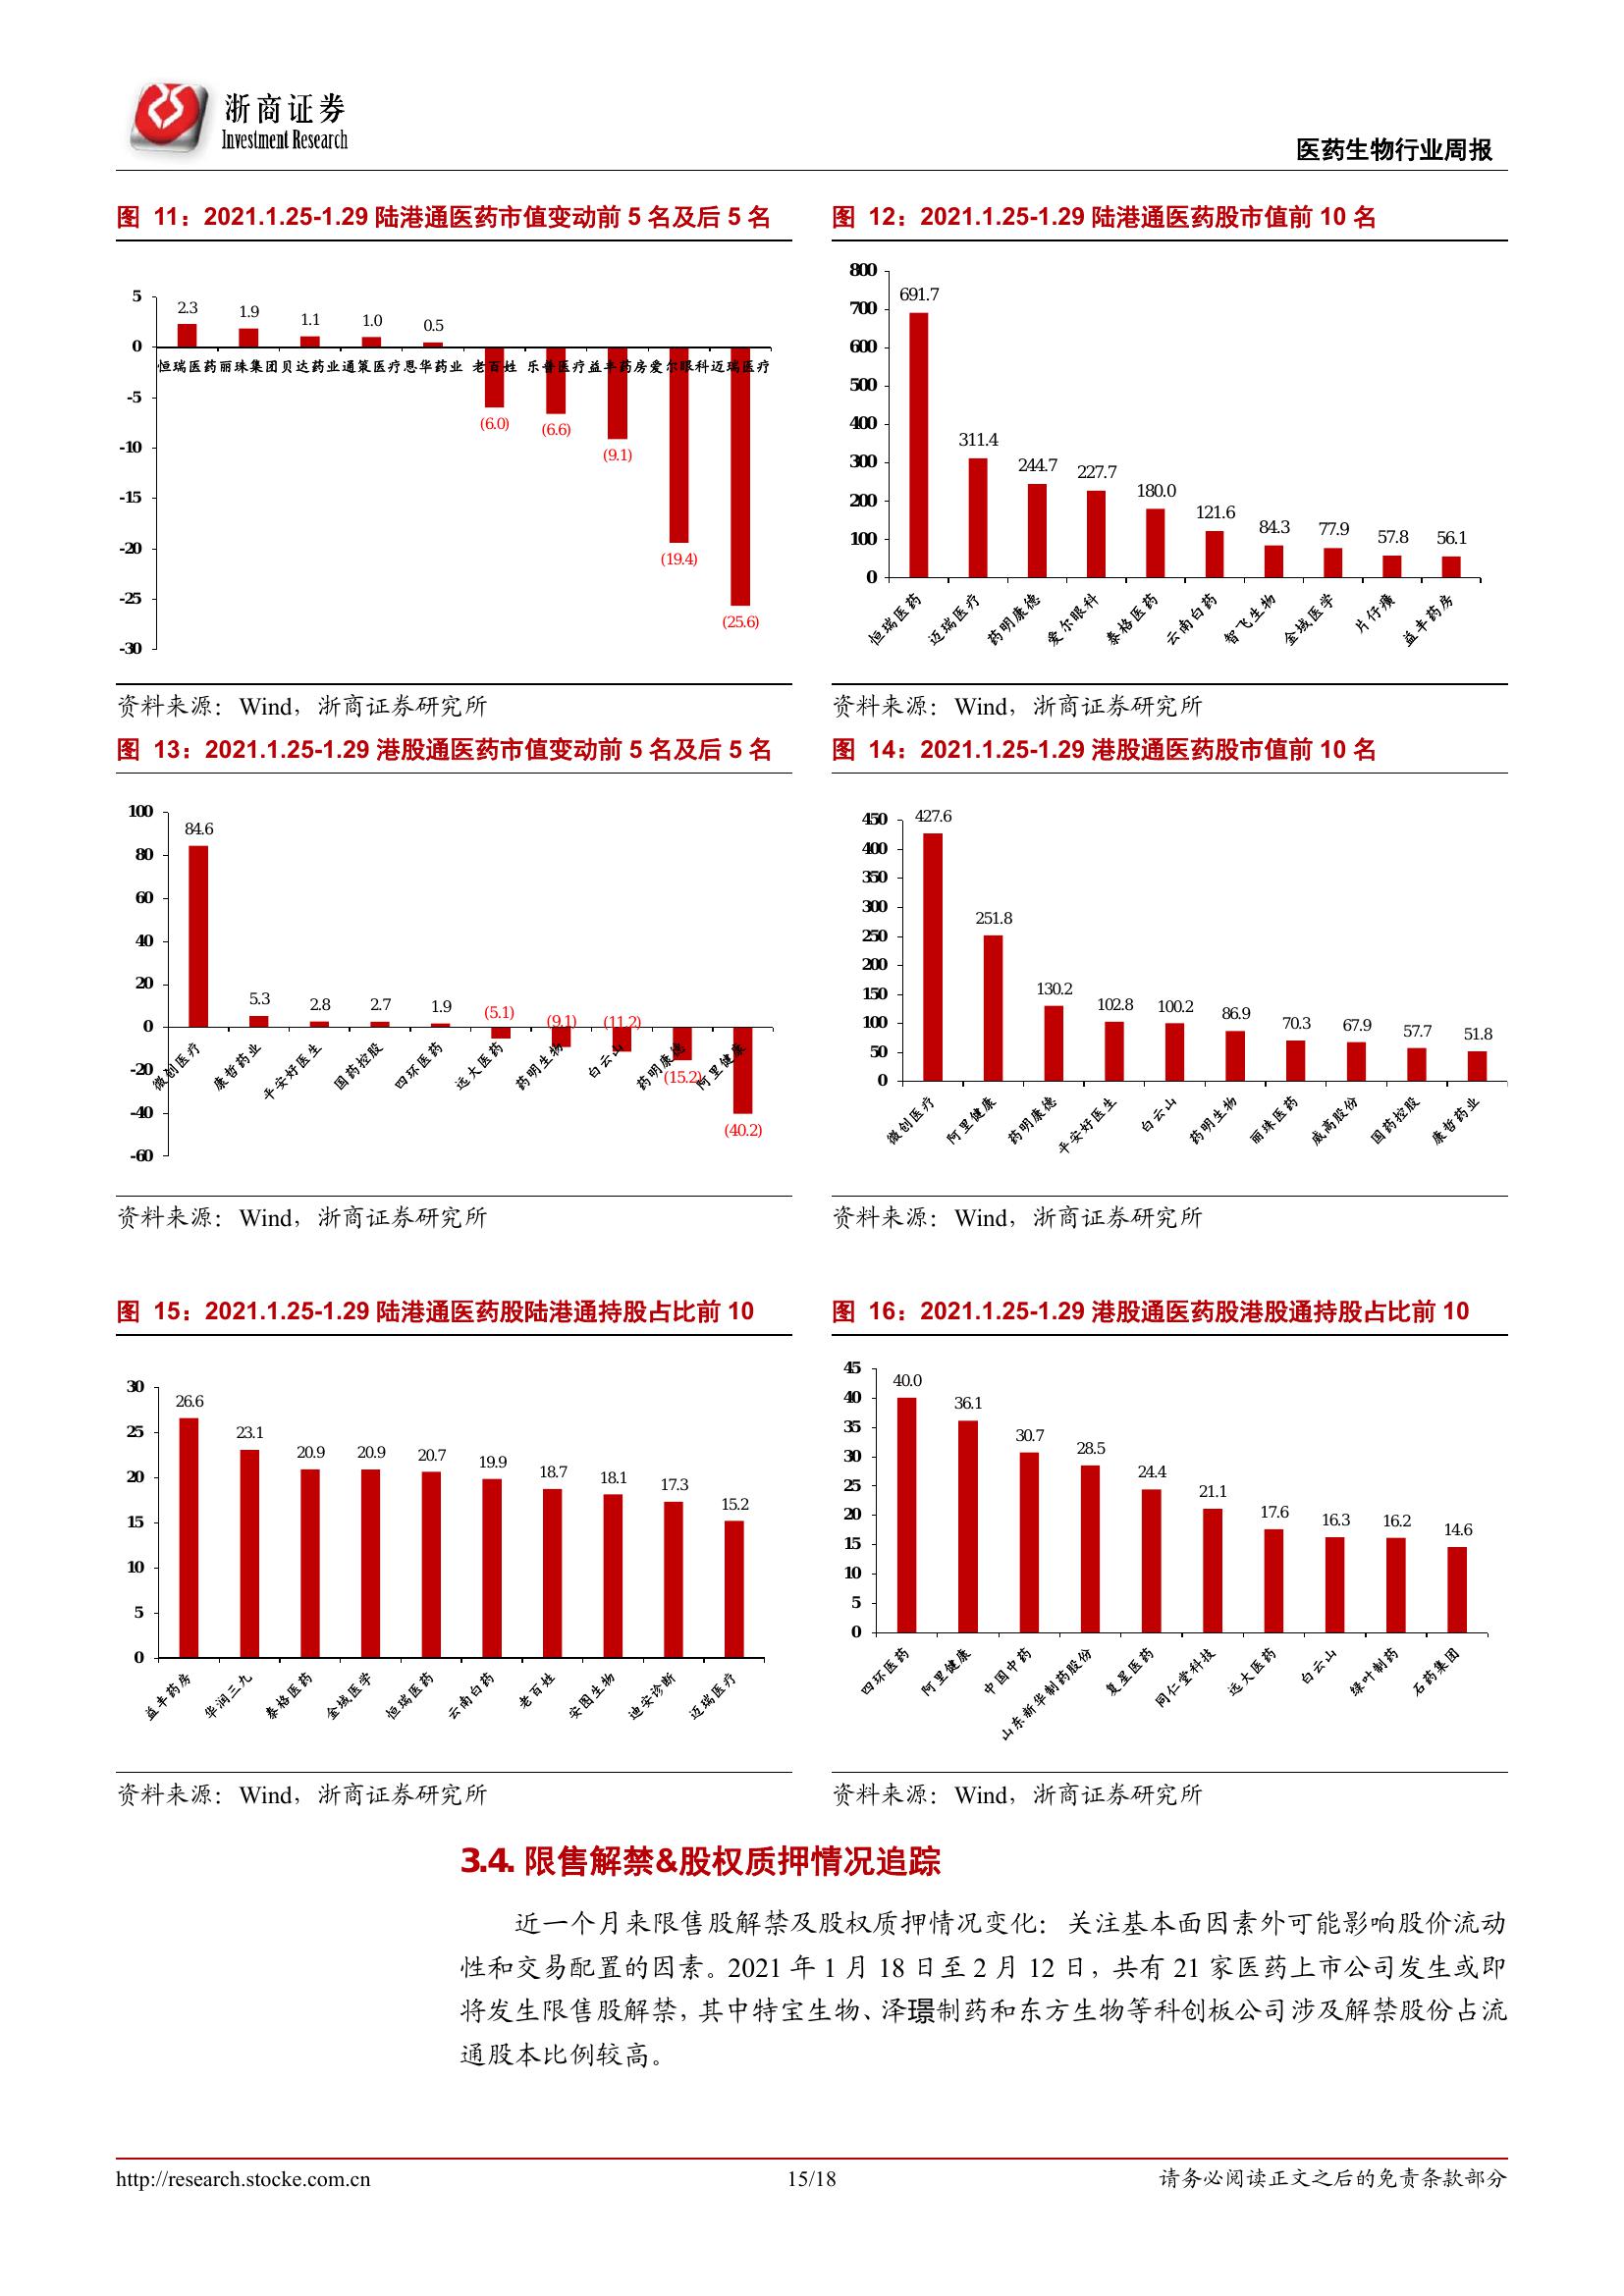 浙商证券
Investment Research
医药生物行业周报
图 11：2021.1.25-1.29 陆港通医药市值变动前 5 名及后 5 名
5
0
-5
-10
-15
-20
-25
-30
2.3
1.9
1.1
1.0
0.5
(6.0)
(6.6)
(9.1)
(19.4)
(25.6)
恒瑞医药 丽珠集团 贝达药业 通策医疗 恩华药业 老百姓 乐普医疗 益丰药房 爱尔眼科 迈瑞医疗
资料来源：Wind，浙商证券研究所
图 12：2021.1.25-1.29 陆港通医药股市值前 10 名
800
700
600
500
400
300
200
100
0
691.7
311.4
244.7
227.7
180.0
121.6
84.3
77.9
57.8
56.1
恒瑞医药
迈瑞医疗
药明康德
爱尔眼科
泰格医药
云南白药
智飞生物
金域医学
片仔癀
益丰药房
资料来源：Wind，浙商证券研究所
图 13：2021.1.25-1.29 港股通医药市值变动前 5 名及后 5 名
100
80
60
40
20
0
-20
-40
-60
84.6
5.3
2.8
2.7
1.9
(5.1)
(9.1)
(11.2)
(15.2)
(40.2)
微创医疗
康哲药业
平安好医生
国药控股
四环医药
远大医药
药明生物
白云山
药明康德
阿里健康
资料来源：Wind，浙商证券研究所
图 14：2021.1.25-1.29 港股通医药股市值前 10 名
450
400
350
300
250
200
150
100
50
0
427.6
251.8
130.2
102.8
100.2
86.9
70.3
67.9
57.7
51.8
微创医疗
阿里健康
药明康德
平安好医生
白云山
药明生物
丽珠医药
威高股份
国药控股
康哲药业
资料来源：Wind，浙商证券研究所
图 15：2021.1.25-1.29 陆港通医药股陆港通持股占比前 10
30
25
20
15
10
5
0
26.6
23.1
20.9
20.9
20.7
19.9
18.7
18.1
17.3
15.2
益丰药房
华润三九
泰格医药
金域医学
恒瑞医药
云南白药
老百姓
安图生物
迪安诊断
迈瑞医疗
资料来源：Wind，浙商证券研究所
图 16：2021.1.25-1.29 港股通医药股港股通持股占比前 10
45
40
35
30
25
20
15
10
5
0
40.0
36.1
30.7
28.5
24.4
21.1
17.6
16.3
16.2
14.6
四环医药
阿里健康
中国中药
山东新华制药股份
复星医药
同仁堂科技
远大医药
白云山
绿叶制药
石药集团
资料来源：Wind，浙商证券研究所
3.4. 限售解禁&股权质押情况追踪
近一个月来限售股解禁及股权质押情况变化：关注基本面因素外可能影响股价流动
性和交易配置的因素。2021 年 1 月 18 日至 2 月 12 日，共有 21 家医药上市公司发生或即
将发生限售股解禁，其中特宝生物、泽璟制药和东方生物等科创板公司涉及解禁股份占流
通股本比例较高。
http://research.stocke.com.cn
15/18
请务必阅读正文之后的免责条款部分